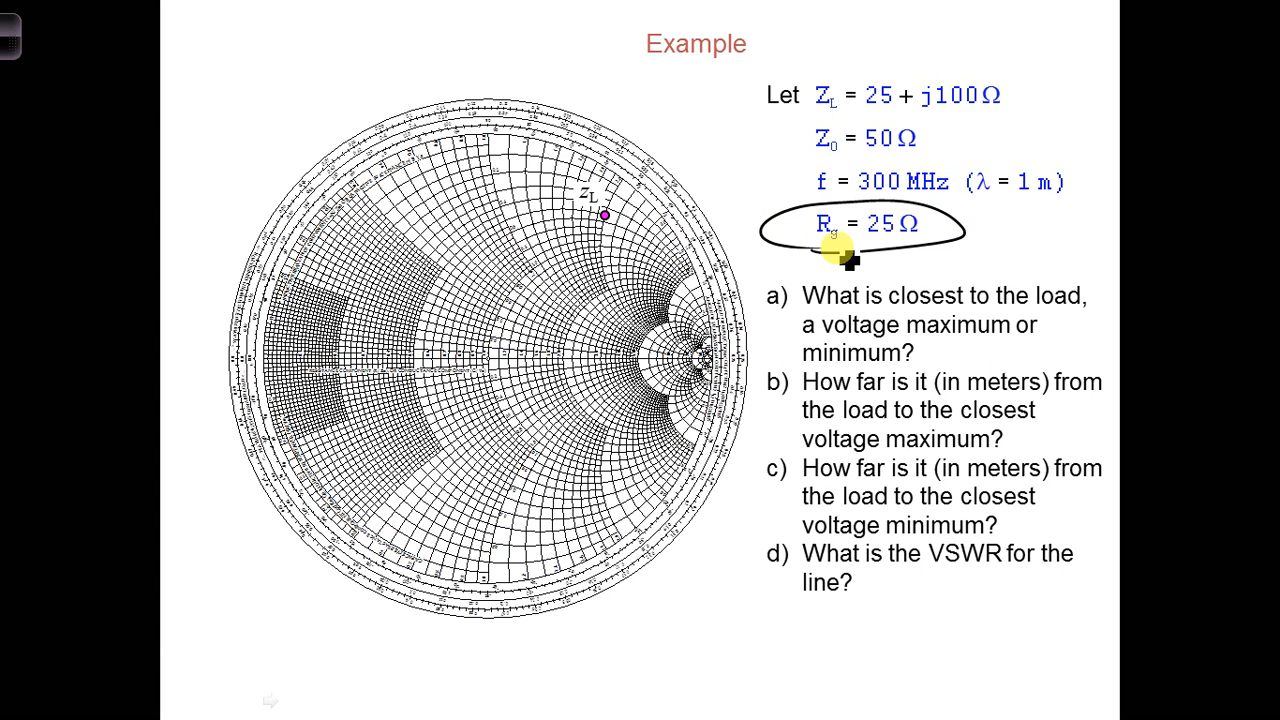 Example
Let Z_L = 25 + j100 Ω
Z_0 = 50 Ω
f = 300 MHz (λ = 1 m)
R_g = 25 Ω
z_L
a) What is closest to the load,
a voltage maximum or
minimum?
b) How far is it (in meters) from
the load to the closest
voltage maximum?
c) How far is it (in meters) from
the load to the closest
voltage minimum?
d) What is the VSWR for the
line?